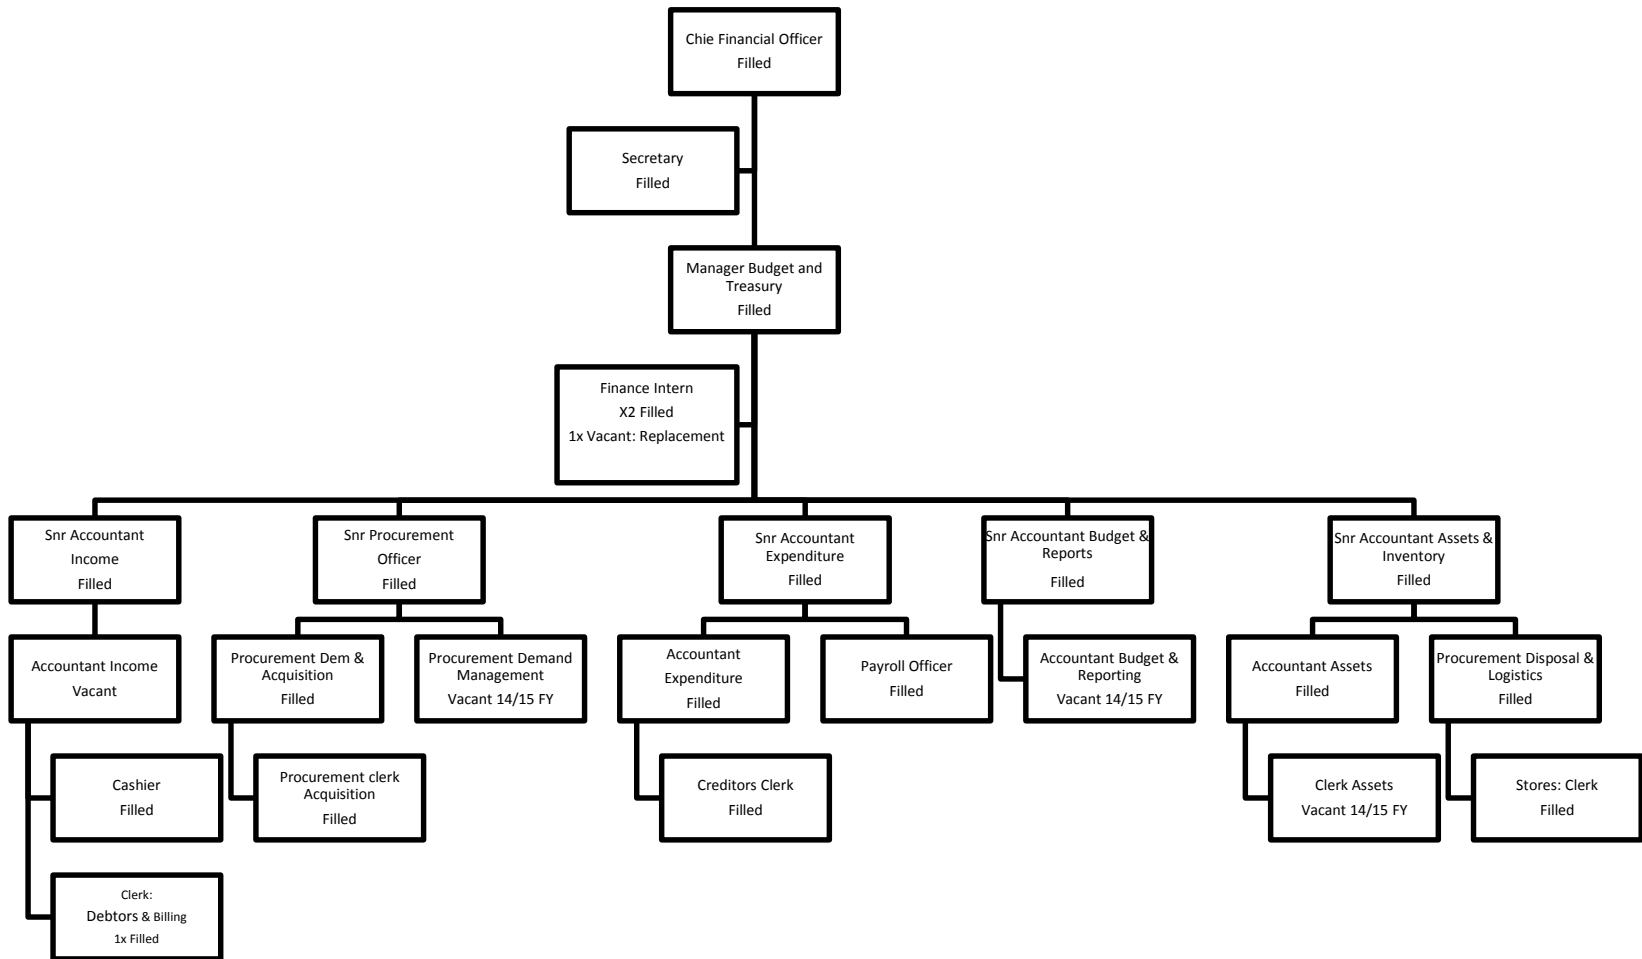 Chie Financial Officer
Filled
Secretary
Filled
Manager Budget and
Treasury
Filled
Finance Intern
X2 Filled
1x Vacant: Replacement
Snr Accountant
Income
Filled
Snr Procurement
Officer
Filled
Snr Accountant
Expenditure
Filled
Snr Accountant Budget &
Reports
Filled
Snr Accountant Assets &
Inventory
Filled
Accountant Income
Vacant
Procurement Dem &
Acquisition
Filled
Procurement Demand
Management
Vacant 14/15 FY
Accountant
Expenditure
Filled
Payroll Officer
Filled
Accountant Budget &
Reporting
Vacant 14/15 FY
Accountant Assets
Filled
Procurement Disposal &
Logistics
Filled
Cashier
Filled
Procurement clerk
Acquisition
Filled
Creditors Clerk
Filled
Clerk Assets
Vacant 14/15 FY
Stores: Clerk
Filled
Clerk:
Debtors & Billing
1x Filled